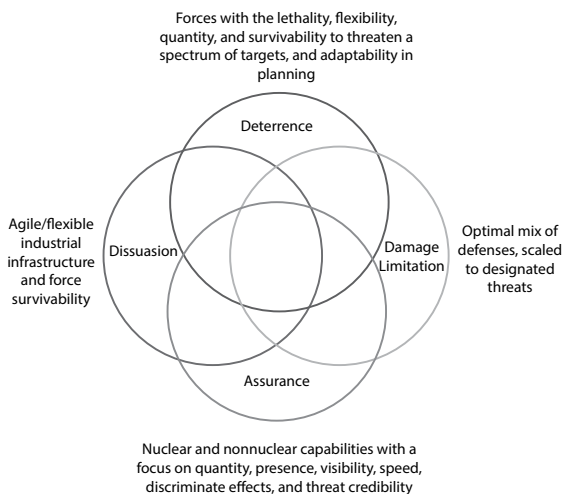 Forces with the lethality, flexibility,
quantity, and survivability to threaten a
spectrum of targets, and adaptability in
planning
Deterrence
Agile/flexible
industrial
infrastructure
and force
survivability
Dissuasion
Damage
Limitation
Optimal mix of
defenses, scaled
to designated
threats
Assurance
Nuclear and nonnuclear capabilities with a
focus on quantity, presence, visibility, speed,
discriminate effects, and threat credibility